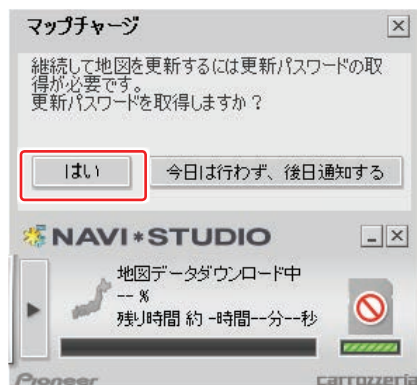 マップチャージ
継続して地図を更新するには更新パスワードの取
得が必要です。
更新パスワードを取得しますか？
はい
今日は行わず、後日通知する
NAVI*STUDIO
地図データダウンロード中
-- %
残り時間 約 -時間--分--秒
Pioneer
carrozzeria